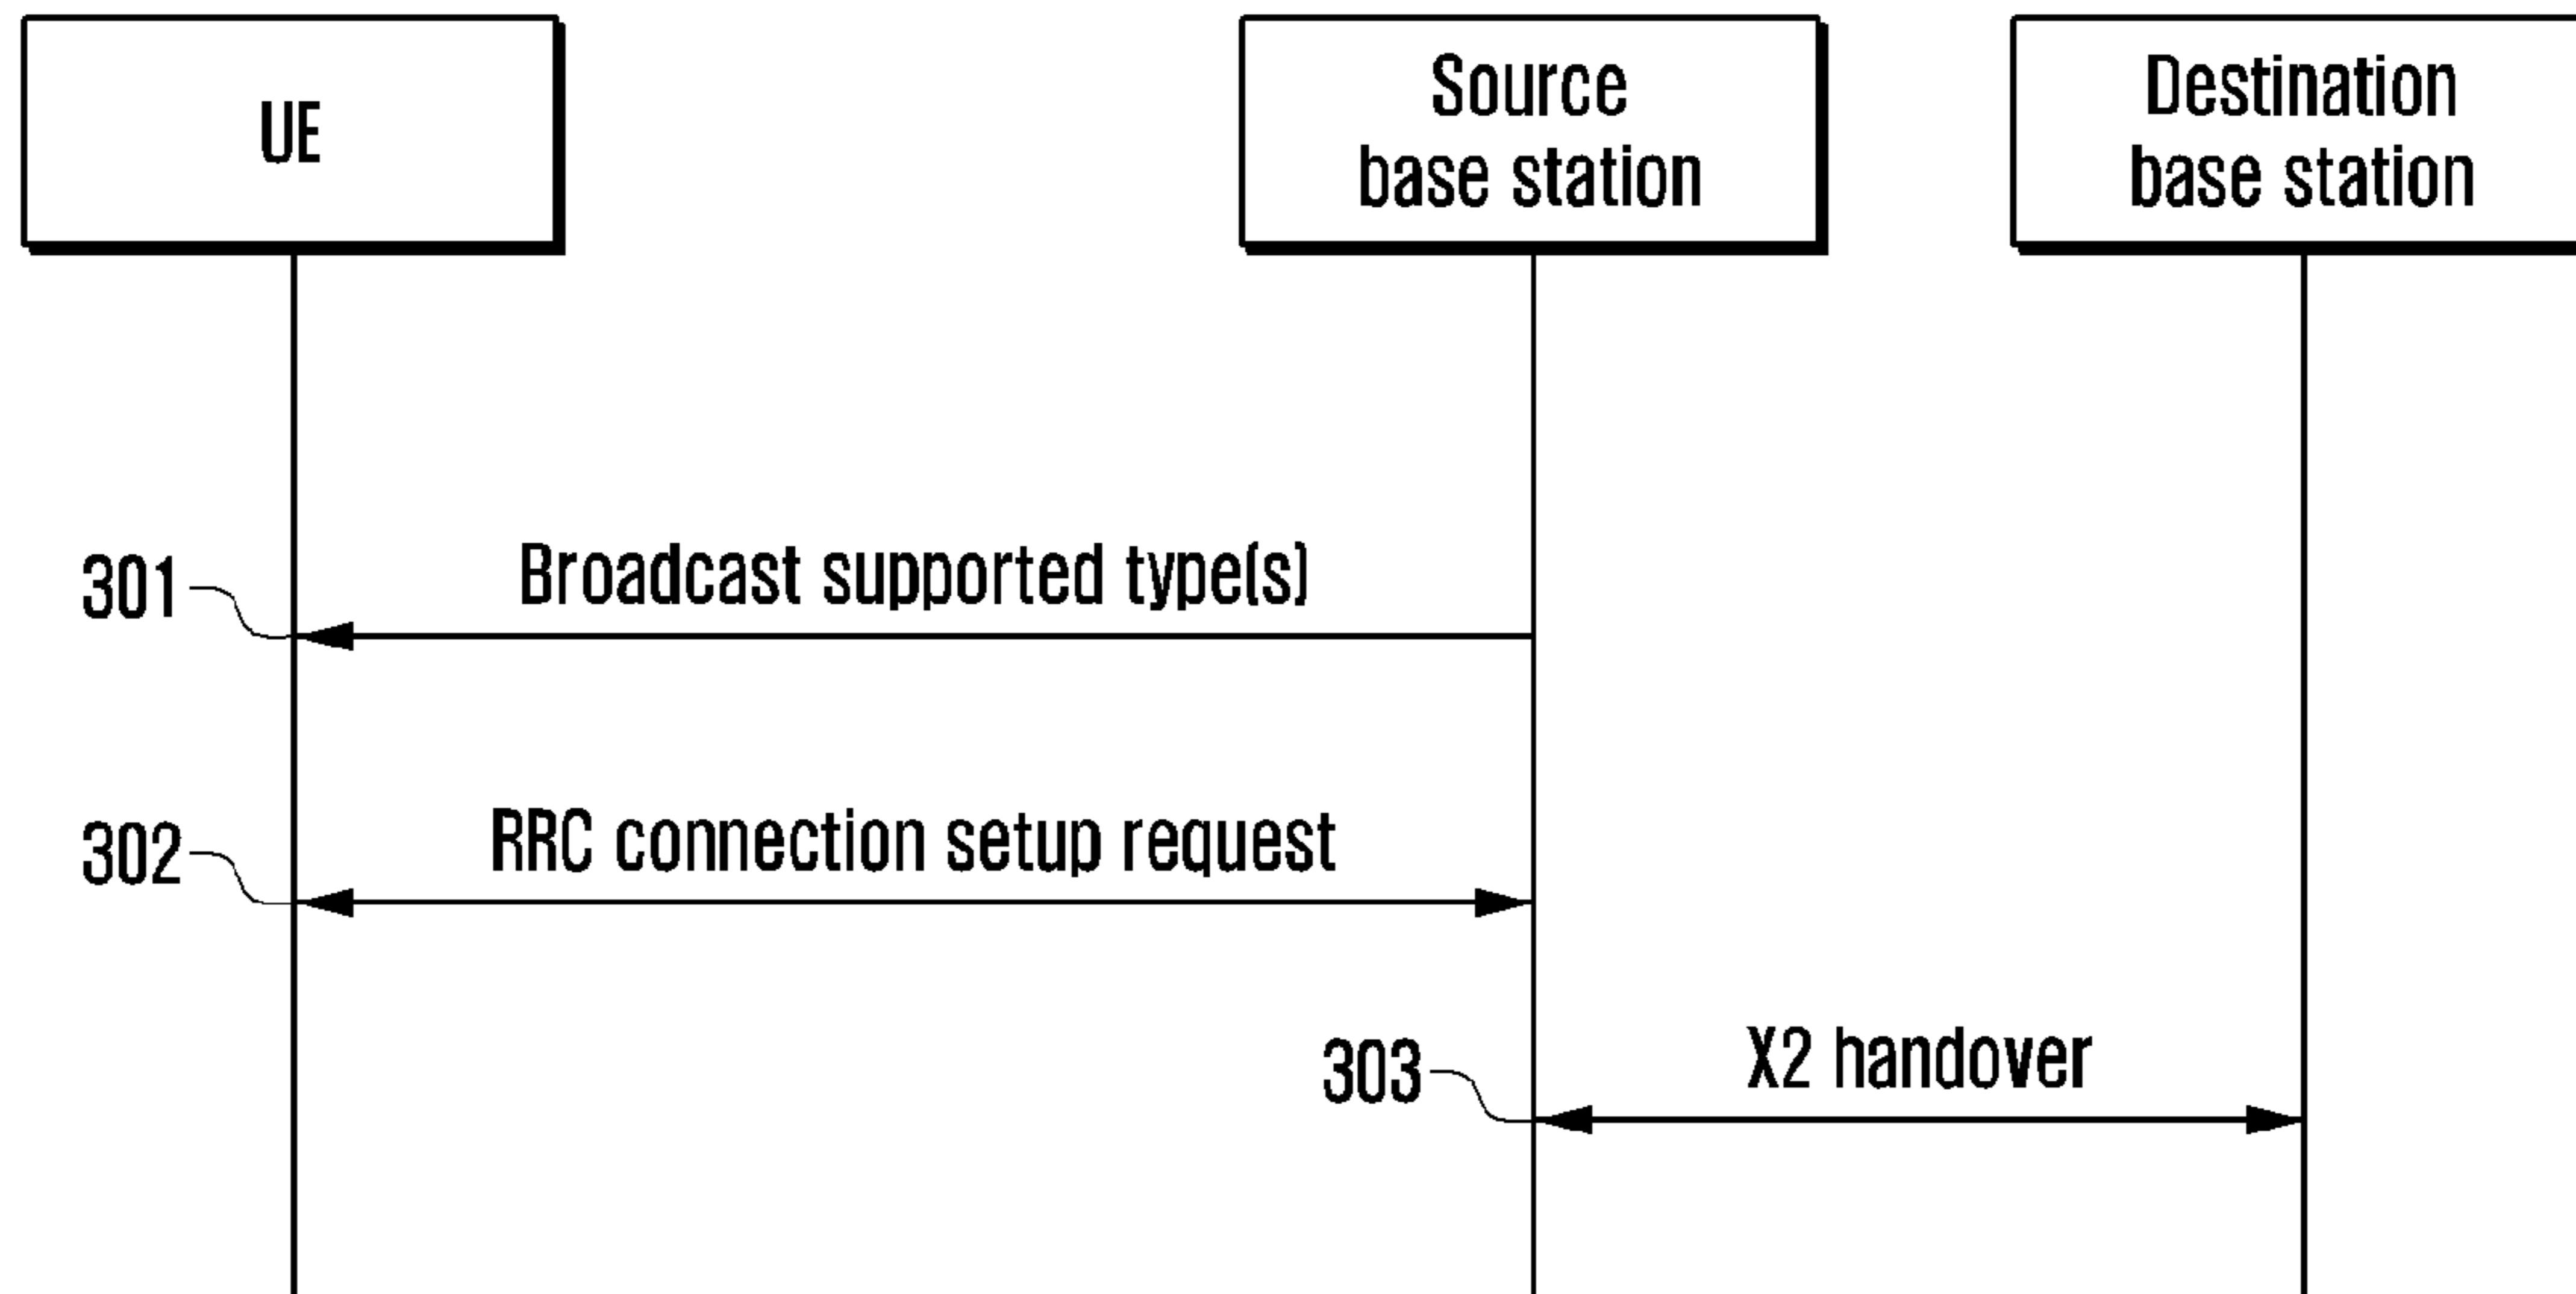 UE
Source
base station
Destination
base station
301
Broadcast supported type(s)
302
RRC connection setup request
303
X2 handover